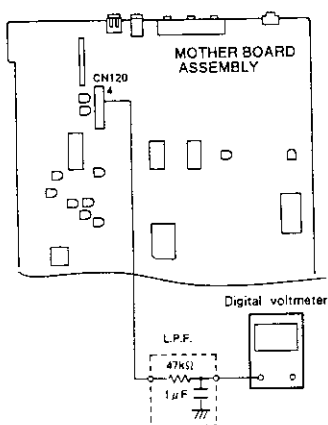 MOTHER BOARD
ASSEMBLY
CN120
4
Digital voltmeter
L.P.F.
47kΩ
1μF